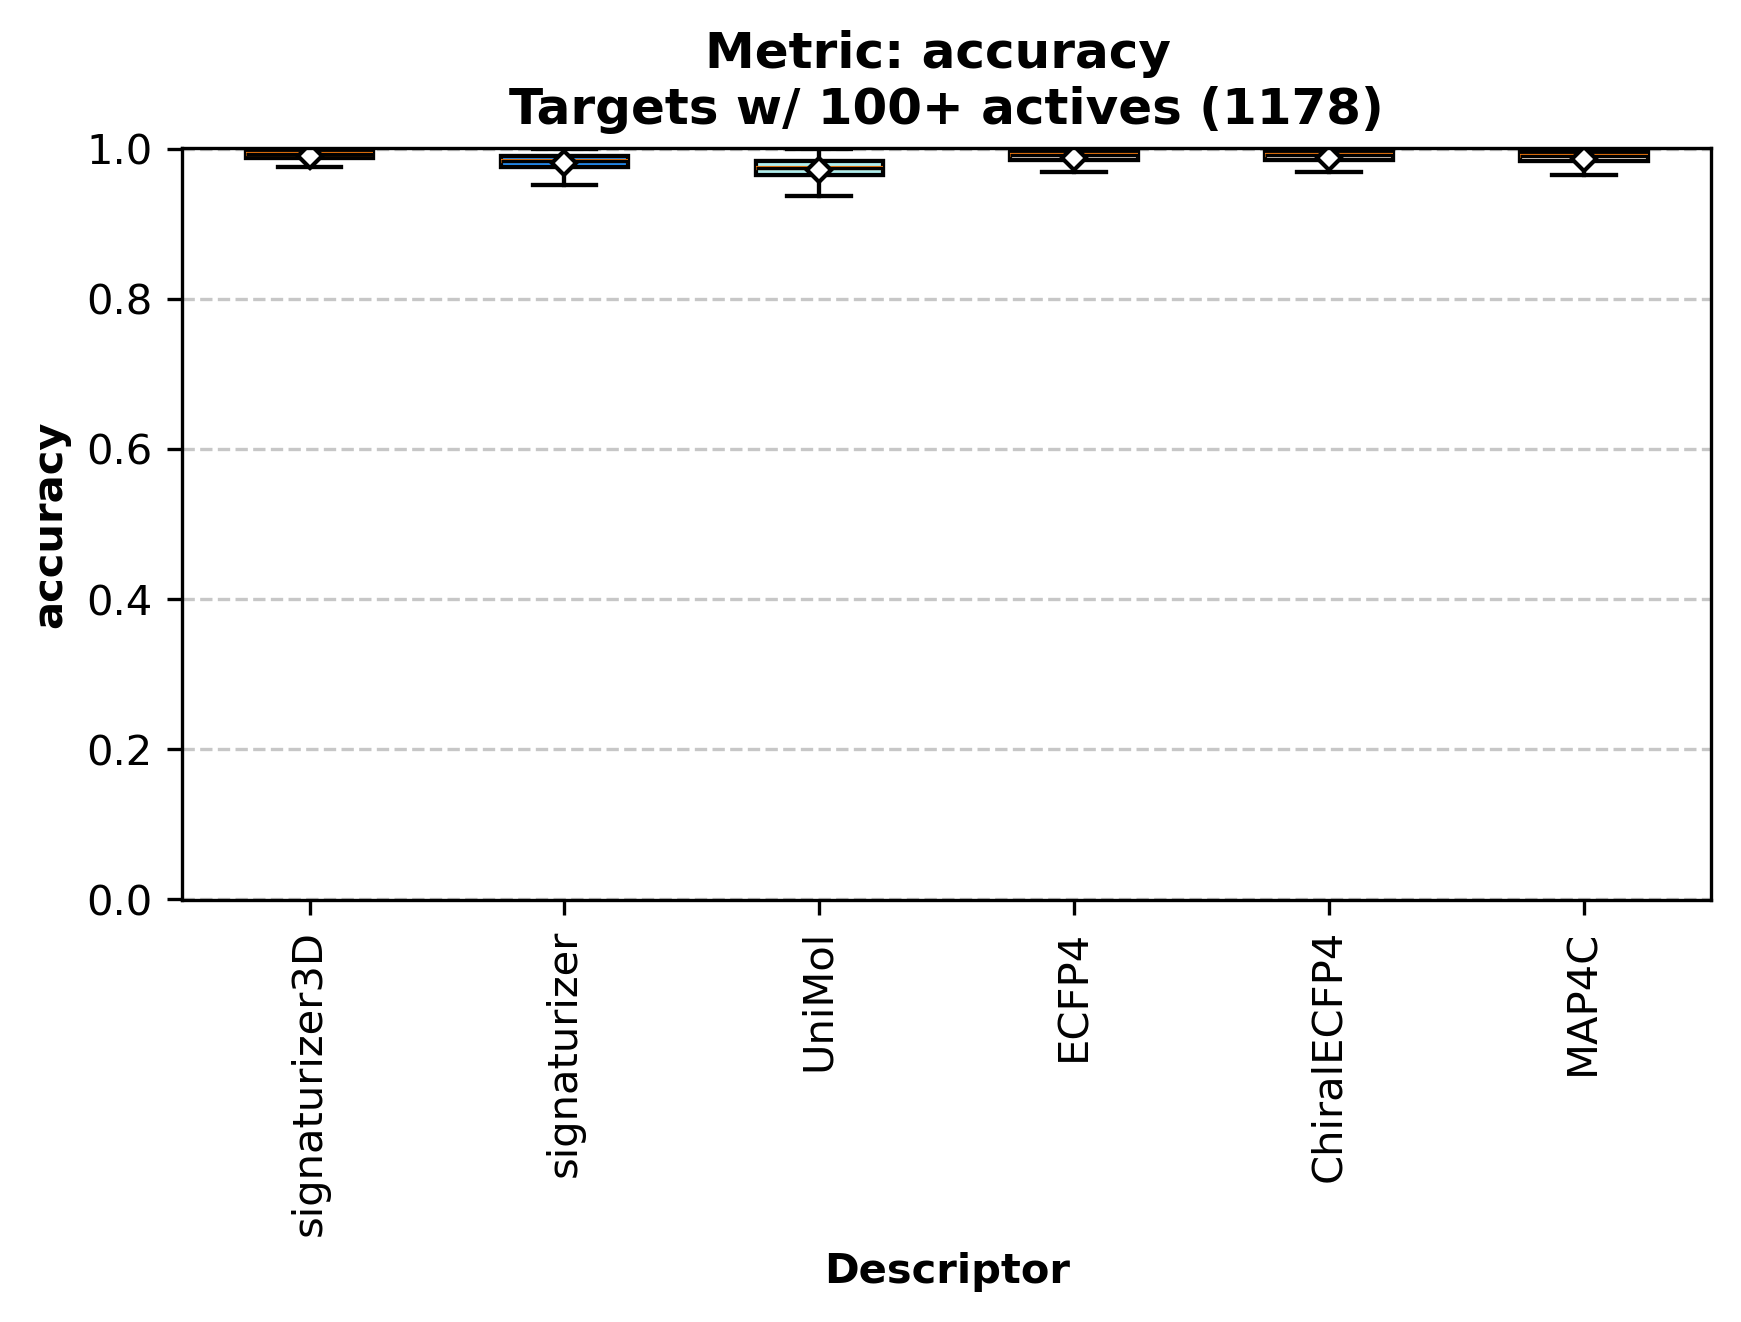 Metric: accuracy
Targets w/ 100+ actives (1178)
1.0
0.8
0.6
0.4
0.2
0.0
accuracy
signaturizer3D
signaturizer
UniMol
ECFP4
ChiralECFP4
MAP4C
Descriptor